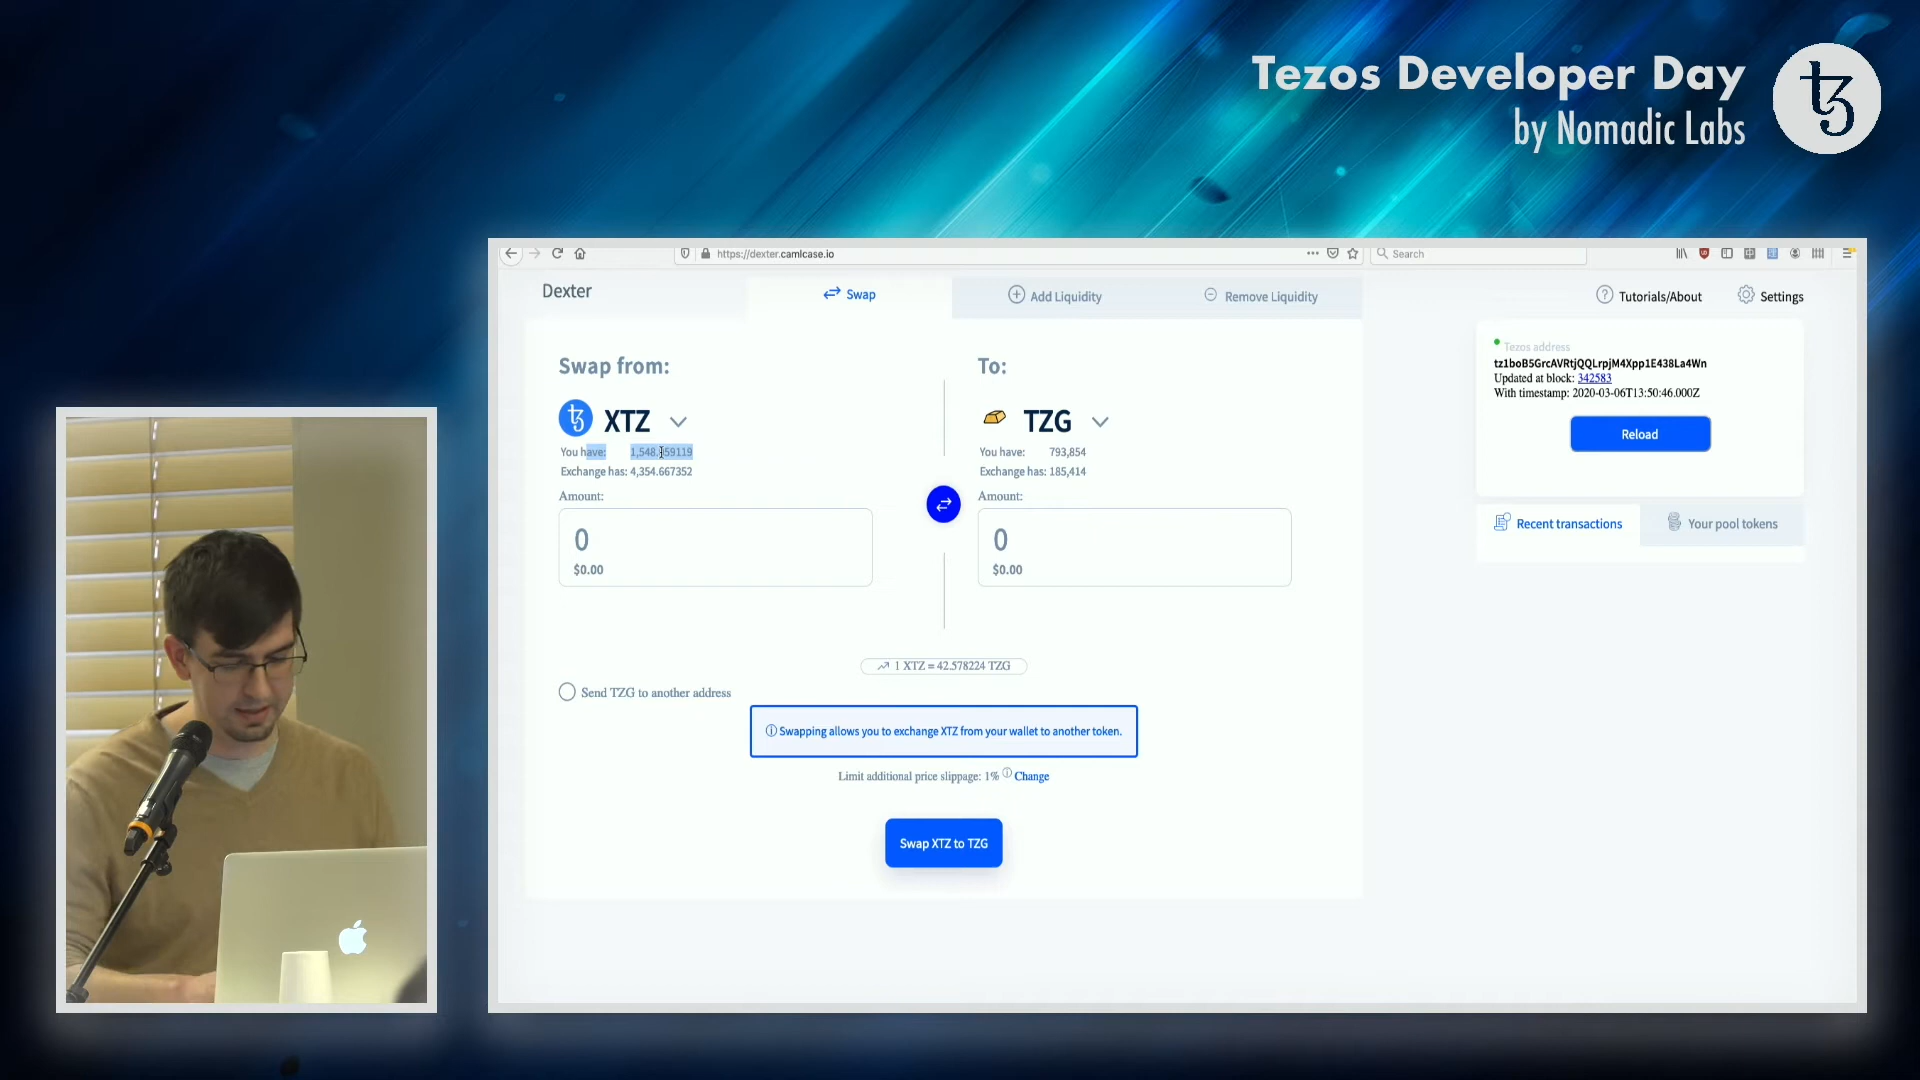 Tezos Developer Day
by Nomadic Labs
https://dexter.camlcase.io
Search
Dexter
Swap
Add Liquidity
Remove Liquidity
Tutorials/About
Settings
Swap from:
To:
XTZ
TZG
You have:
Exchange has: 4,354.667352
You have: 793,854
Exchange has: 185,414
Amount:
Amount:
0
$0.00
0
$0.00
1 XTZ = 42.578224 TZG
Send TZG to another address
Swapping allows you to exchange XTZ from your wallet to another token.
Limit additional price slippage: 1% Change
Swap XTZ to TZG
Tezos address
tz1boB5GrcAVRtjQQLrpjM4Xpp1E438La4Wn
Updated at block: 342583
With timestamp: 2020-03-06T13:50:46.000Z
Reload
Recent transactions
Your pool tokens